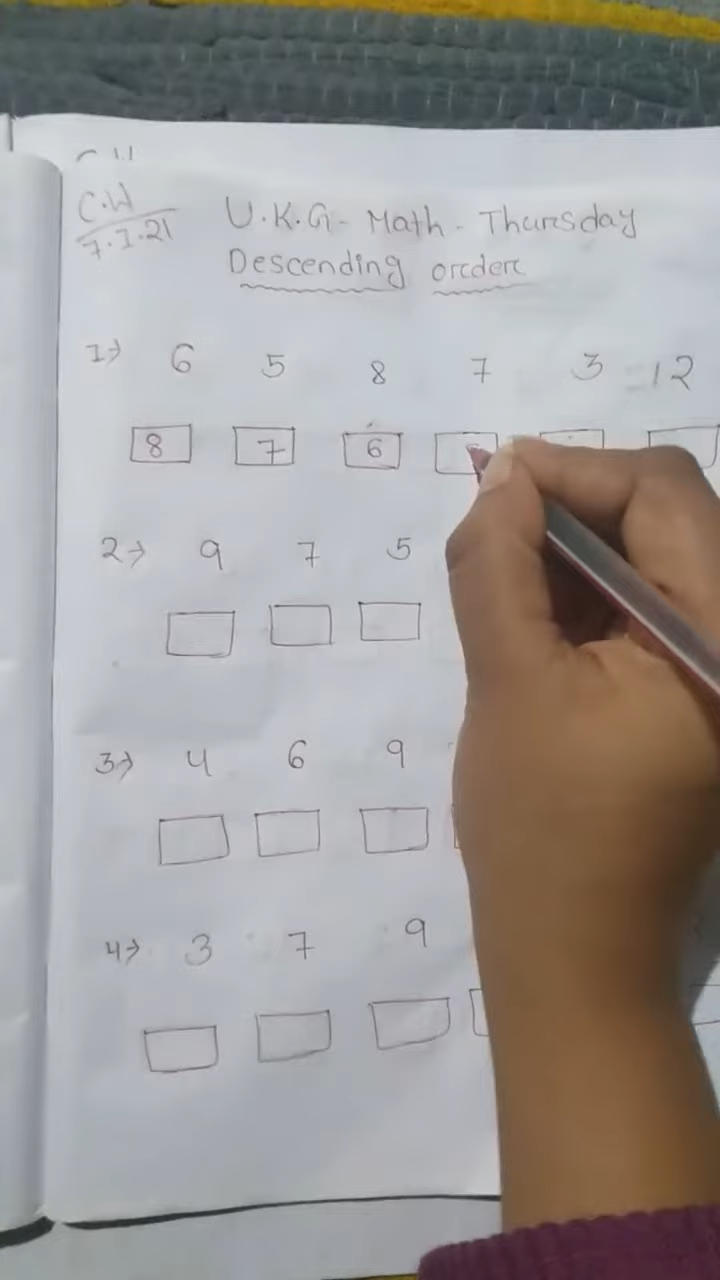 C.W
7.1.21
U.K.G - Math - Thursday
Descending order
1→ 6 5 8 7 3 12
8 7 6
2→ 9 7 5
3→ 4 6 9
4→ 3 7 9